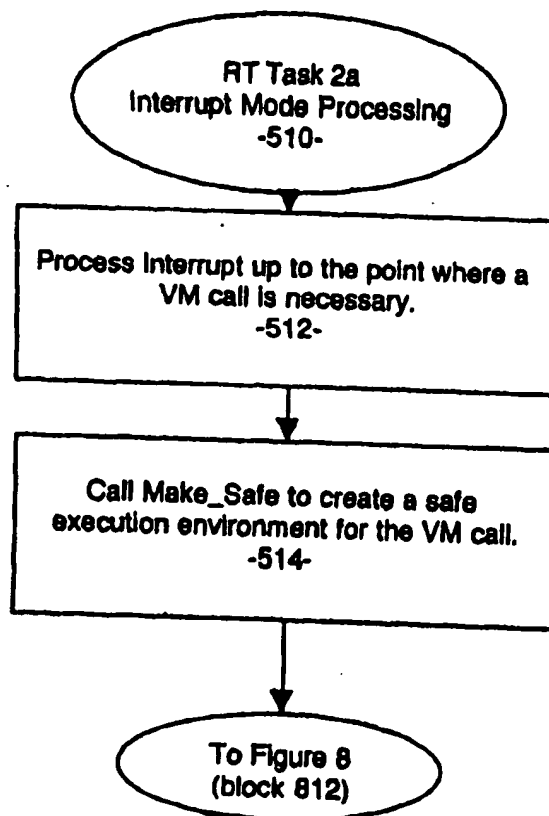 RT Task 2a
Interrupt Mode Processing
-510-
Process Interrupt up to the point where a
VM call is necessary.
-512-
Call Make_Safe to create a safe
execution environment for the VM call.
-514-
To Figure 8
(block 812)